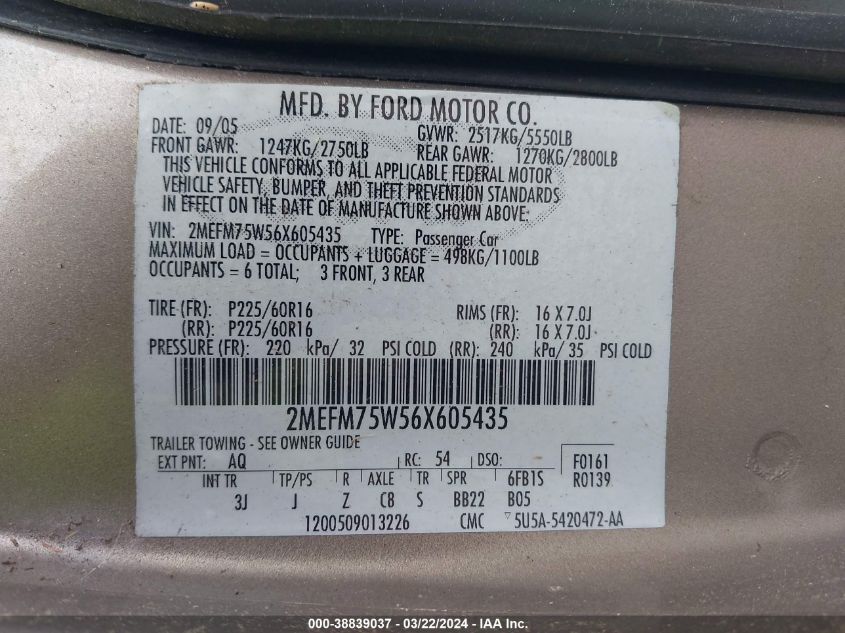 MFD. BY FORD MOTOR CO.
DATE: 09/05 GVWR: 2517KG/5550LB
FRONT GAWR: 1247KG/2750LB REAR GAWR: 1270KG/2800LB
THIS VEHICLE CONFORMS TO ALL APPLICABLE FEDERAL MOTOR
VEHICLE SAFETY, BUMPER, AND THEFT PREVENTION STANDARDS
IN EFFECT ON THE DATE OF MANUFACTURE SHOWN ABOVE:
VIN: 2MEFM75W56X605435 TYPE: Passenger Car
MAXIMUM LOAD = OCCUPANTS + LUGGAGE = 498KG/1100LB
OCCUPANTS = 6 TOTAL; 3 FRONT, 3 REAR
TIRE (FR): P225/60R16 RIMS (FR): 16 X 7.0J
(RR): P225/60R16 (RR): 16 X 7.0J
PRESSURE (FR): 220 kPa/ 32 PSI COLD (RR): 240 kPa/ 35 PSI COLD
2MEFM75W56X605435
TRAILER TOWING - SEE OWNER GUIDE
EXT PNT: AQ RC: 54 DSO: F0161
INT TR TP/PS R AXLE TR SPR 6FB1S R0139
3J J Z C8 S BB22 B05
1200509013226 CMC ▽5U5A-5420472-AA
000-38839037 - 03/22/2024 - IAA Inc.